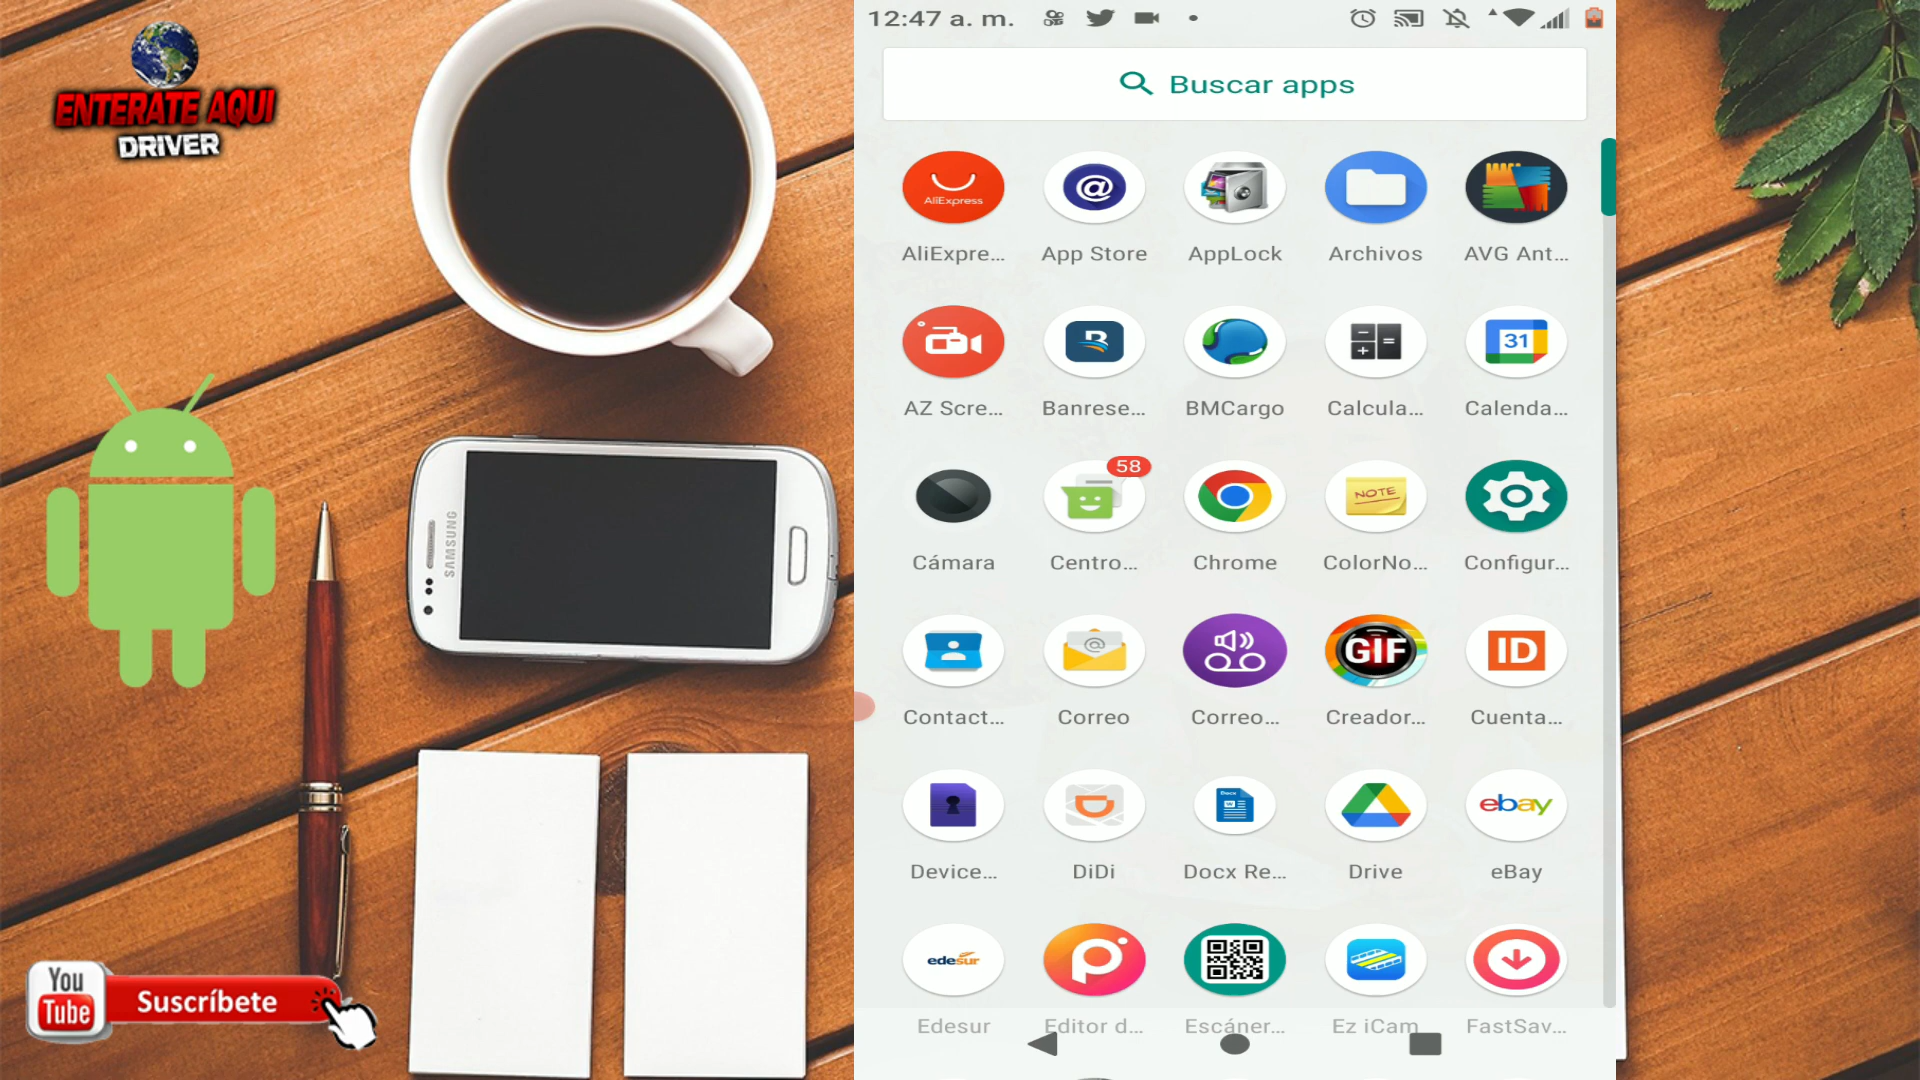 ENTERATE AQUI
DRIVER
SAMSUNG
You
Tube
Suscríbete
12:47 a. m.
Buscar apps
AliExpress
AliExpre...
@
App Store
AppLock
Archivos
AVG Ant...
AZ Scre...
B
Banrese...
BMCargo
Calcula...
31
Calenda...
Cámara
58
Centro...
Chrome
NOTE
ColorNo...
Configur...
Contact...
@
Correo
Correo...
GIF
Creador...
ID
Cuenta...
Device...
DiDi
Docx
W
Docx Re...
Drive
ebay
eBay
edesur
Edesur
Editor d...
Escáner...
Ez iCam
FastSav...